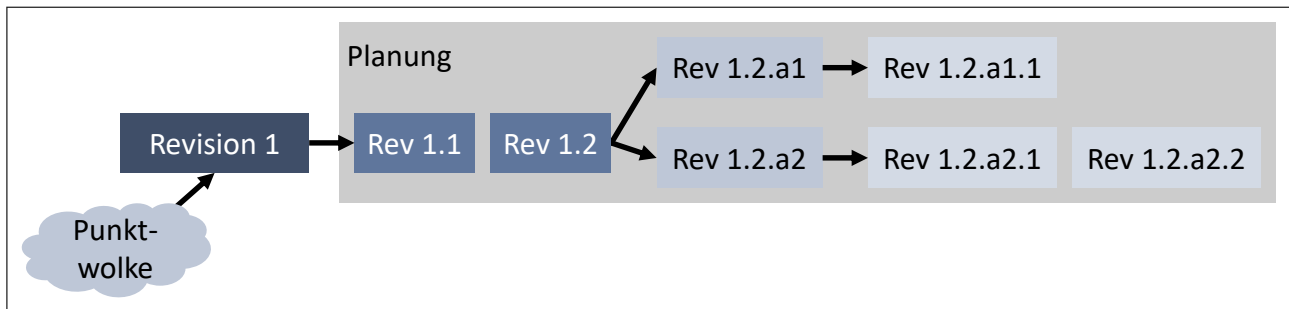 Planung
Rev 1.2.a1
Rev 1.2.a1.1
Revision 1
Rev 1.1
Rev 1.2
Rev 1.2.a2
Rev 1.2.a2.1
Rev 1.2.a2.2
Punkt-
wolke